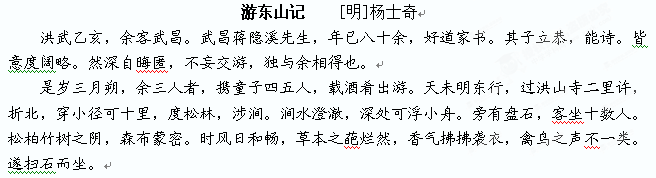 游东山记 [明]杨士奇
洪武乙亥，余客武昌。武昌蒋隐溪先生，年已八十余，好道家书。其子立恭，能诗。皆
意度阔略。然深自晦匿，不妄交游，独与余相得也。
是岁三月朔，余三人者，携童子四五人，载酒肴出游。天未明东行，过洪山寺二里许，
折北，穿小径可十里，度松林，涉涧。涧水澄澈，深处可浮小舟。旁有盘石，客坐十数人。
松柏竹树之阴，森布蒙密。时风日和畅，草本之葩烂然，香气拂拂袭衣，禽鸟之声不一类。
遂扫石而坐。